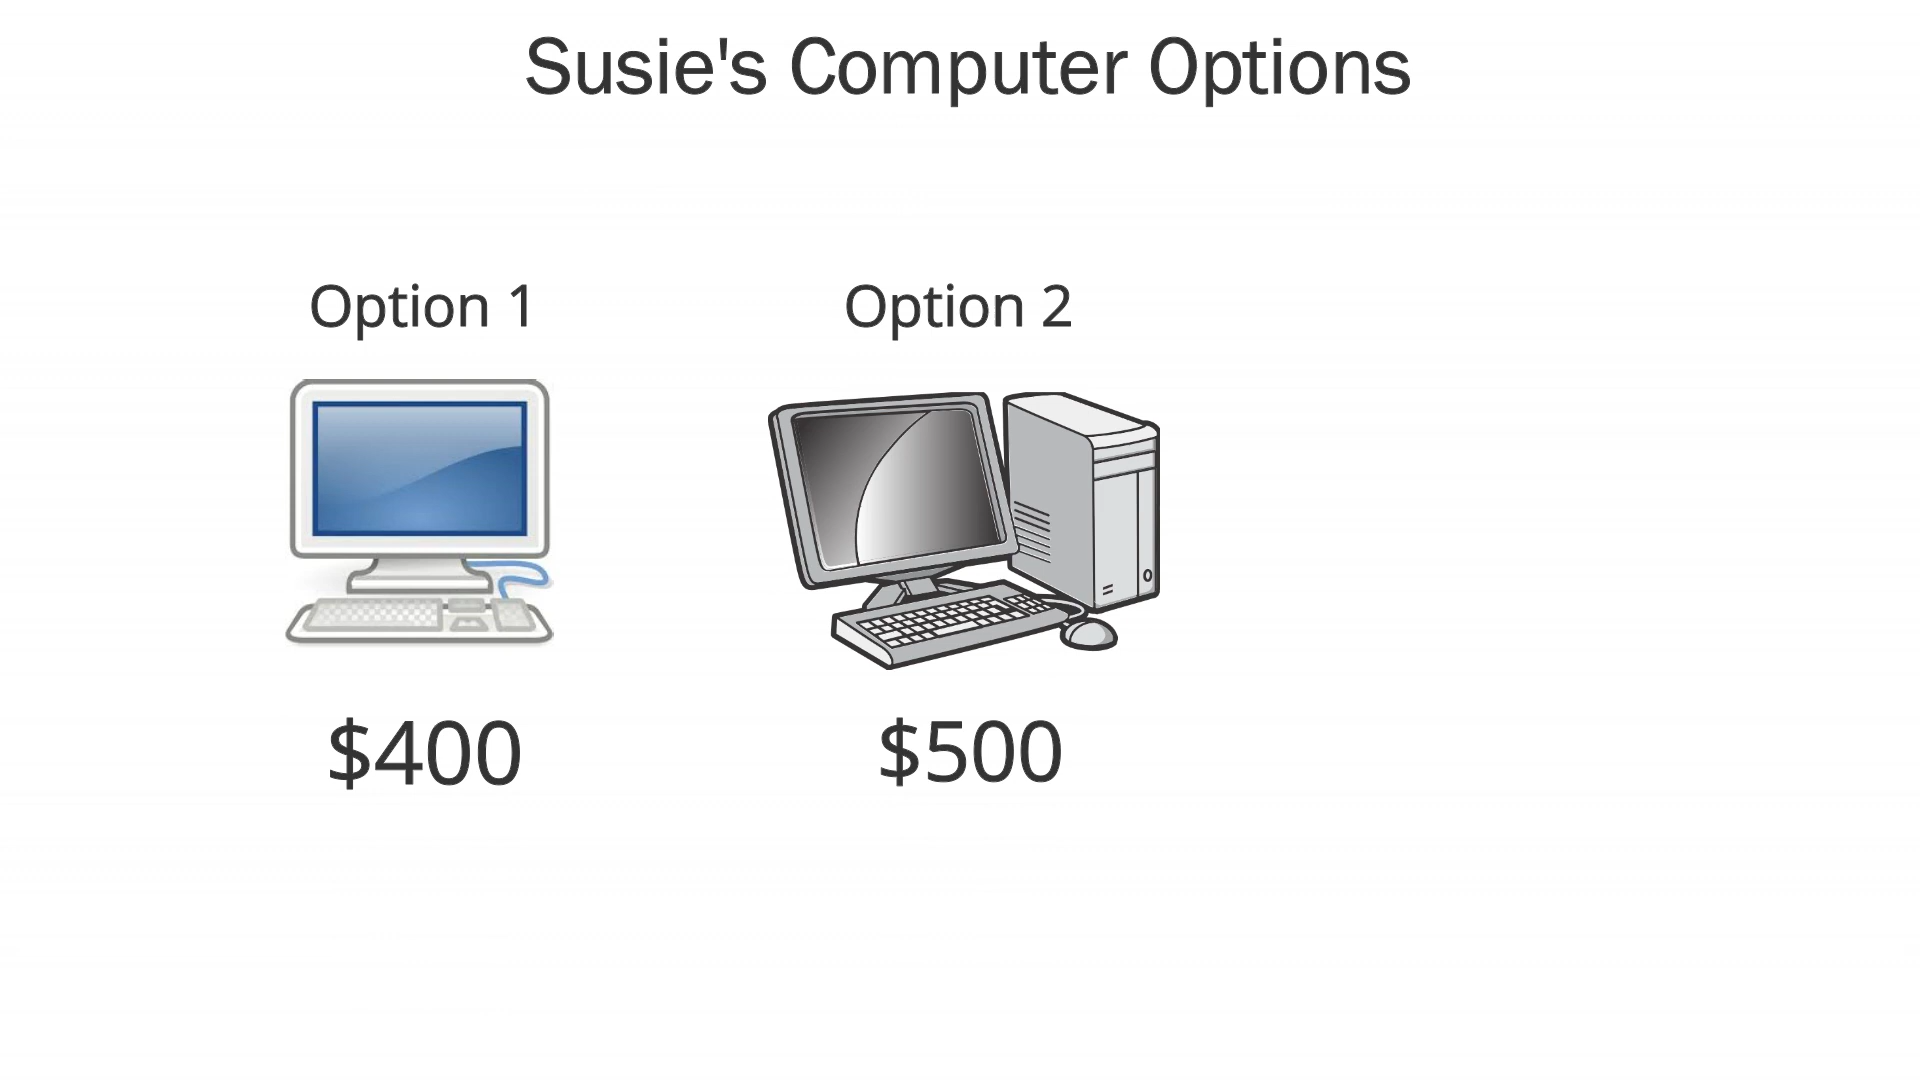 Susie's Computer Options
Option 1
Option 2
$400
$500